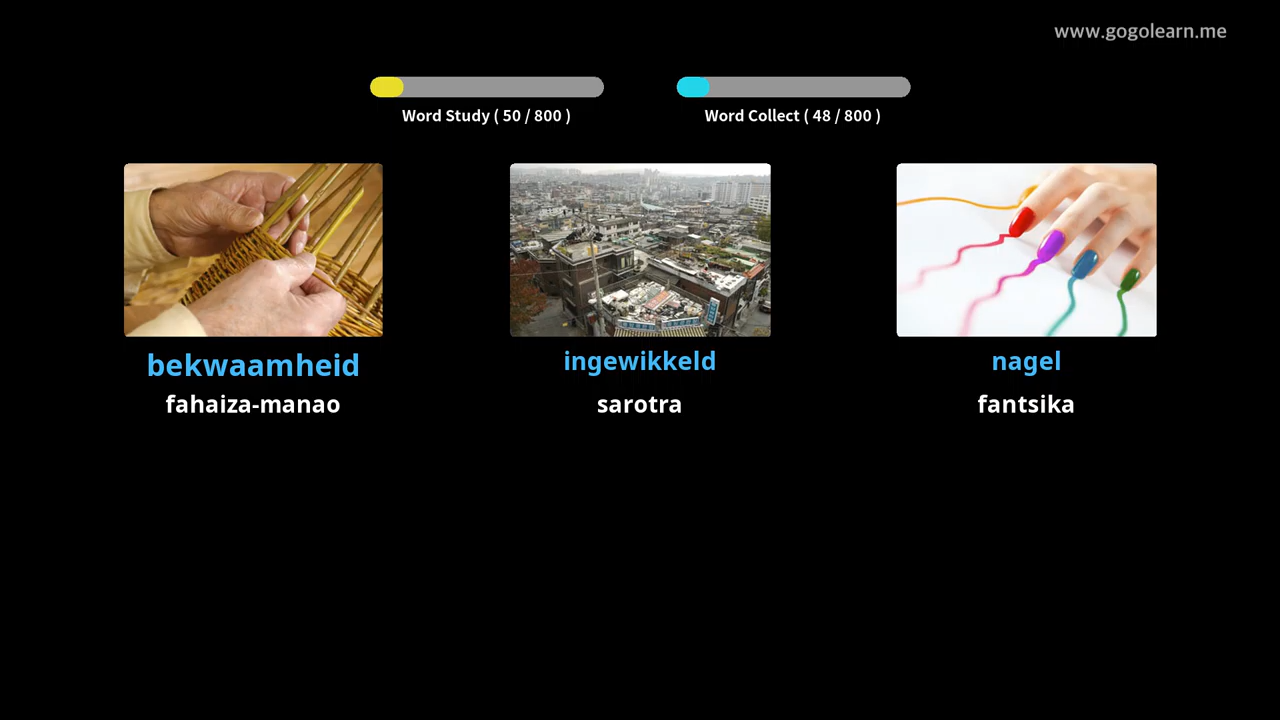 www.gogolearn.me
Word Study ( 50 / 800 )
Word Collect ( 48 / 800 )
bekwaamheid
ingewikkeld
nagel
fahaiza-manao
sarotra
fantsika